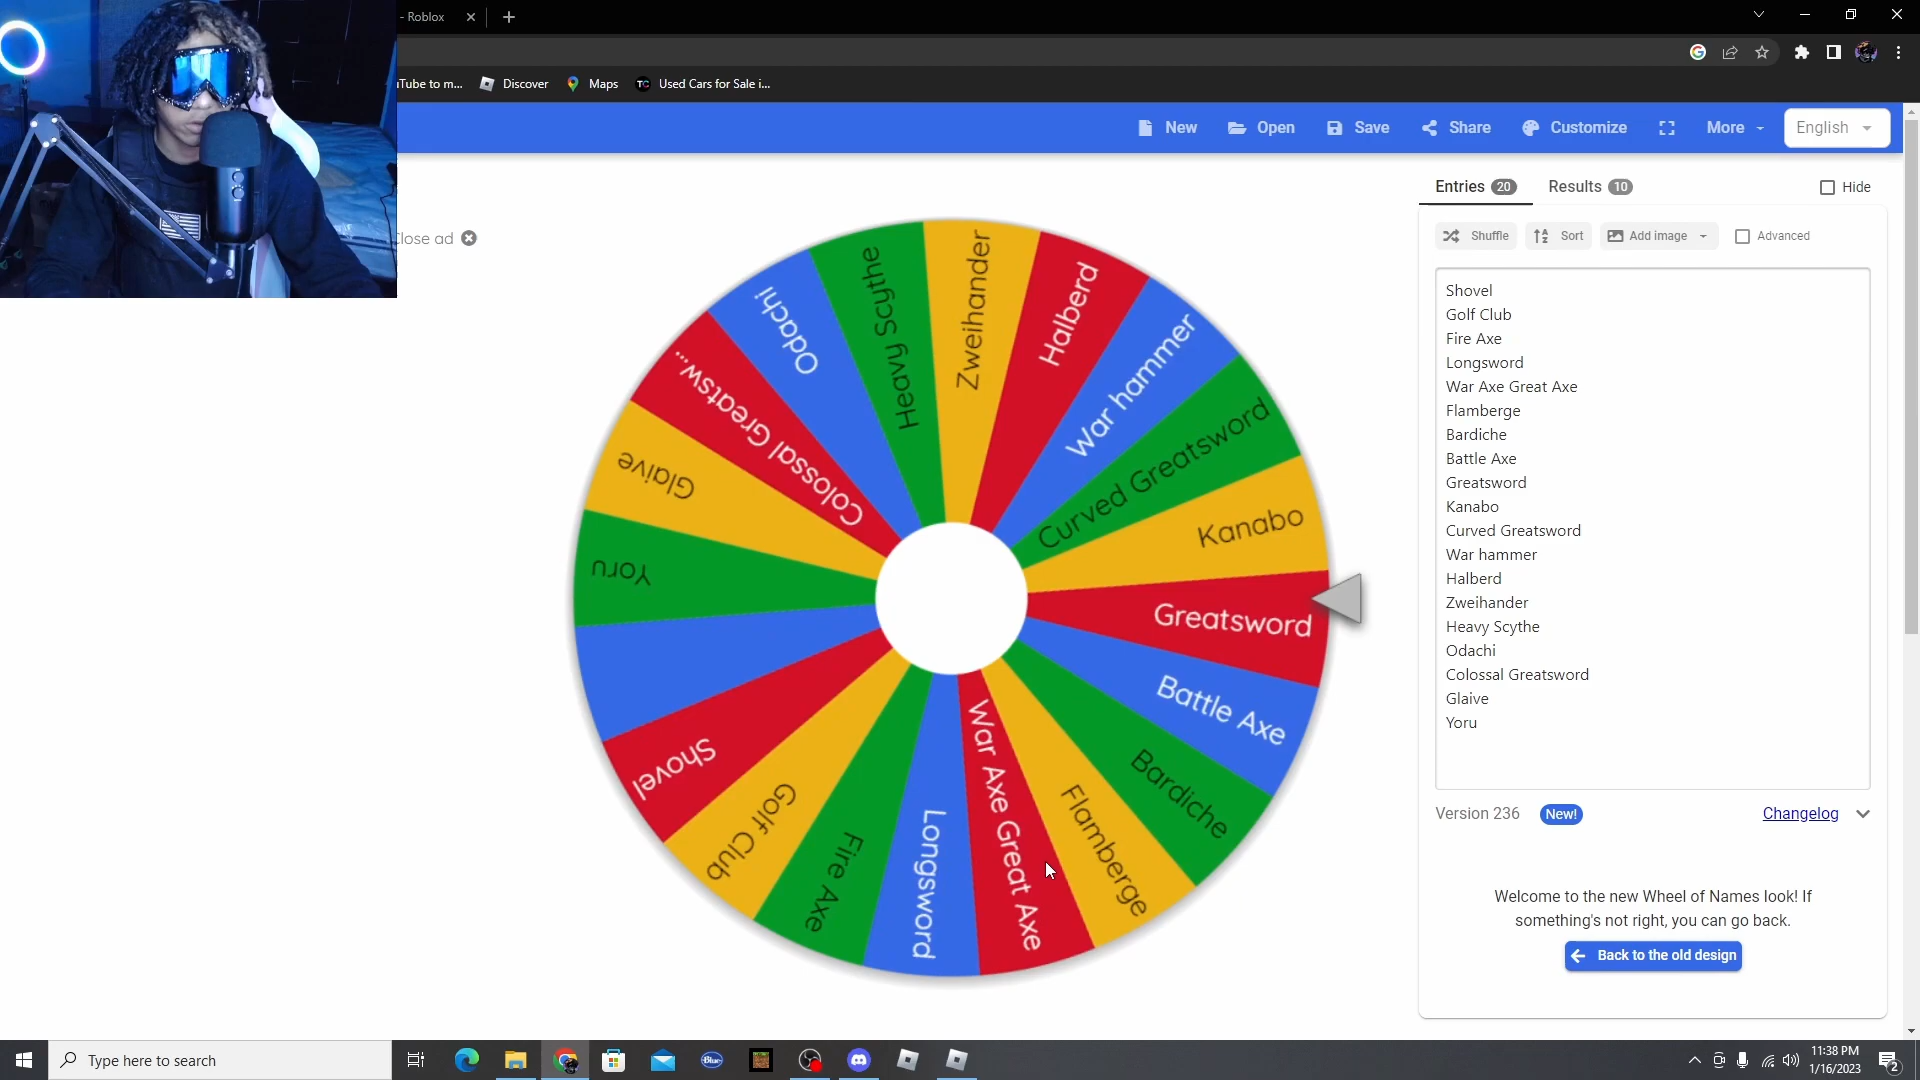 - Roblox
uTube to m...
Discover
Maps
TC
Used Cars for Sale i...
New
Open
Save
Share
Customize
More
English
Entries 20
Results 10
Hide
Close ad
Shuffle
Sort
Add image
Advanced
Shovel
Golf Club
Fire Axe
Longsword
War Axe Great Axe
Flamberge
Bardiche
Battle Axe
Greatsword
Kanabo
Curved Greatsword
War hammer
Halberd
Zweihander
Heavy Scythe
Odachi
Colossal Greatsword
Glaive
Yoru
Zweihander
Halberd
War hammer
Curved Greatsword
Kanabo
Greatsword
Battle Axe
Bardiche
Flamberge
War Axe Great Axe
Longsword
Fire Axe
Golf Club
Shovel
Yoru
Glaive
Colossal Greatsw...
Odachi
Heavy Scythe
Version 236
New!
Changelog
Welcome to the new Wheel of Names look! If
something's not right, you can go back.
Back to the old design
Type here to search
Blue
11:38 PM
1/16/2023
2